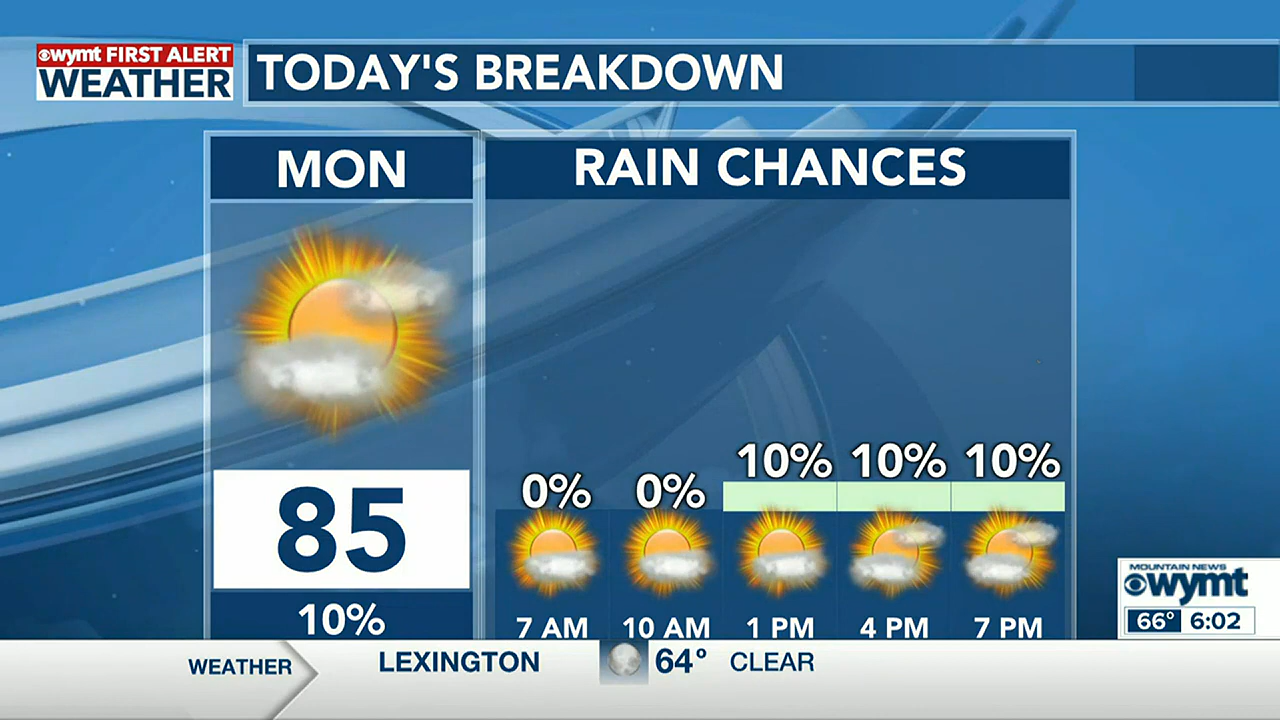 wymt FIRST ALERT
WEATHER
TODAY'S BREAKDOWN
MON
RAIN CHANCES
85
10%
0% 0% 10% 10% 10%
7 AM 10 AM 1 PM 4 PM 7 PM
MOUNTAIN NEWS
wymt
66° 6:02
WEATHER LEXINGTON 64° CLEAR